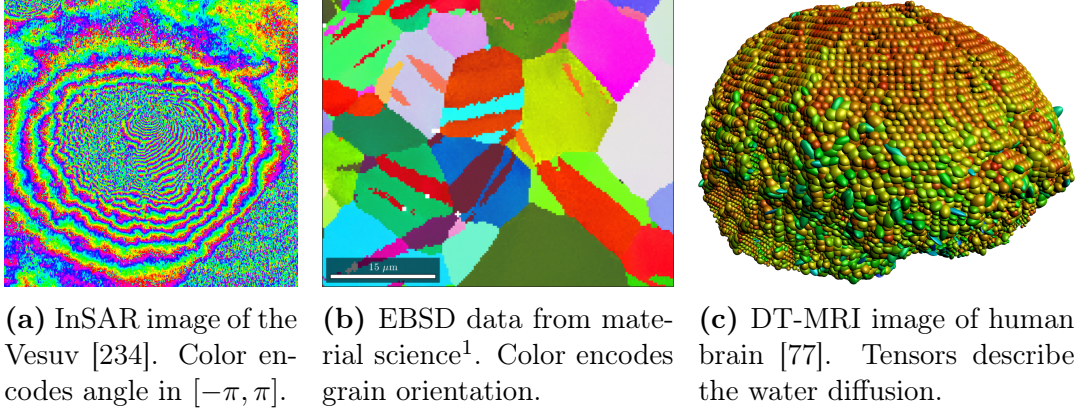 15 μm
(a) InSAR image of the
Vesuv [234]. Color en-
codes angle in [−π, π].
(b) EBSD data from mate-
rial science¹. Color encodes
grain orientation.
(c) DT-MRI image of human
brain [77]. Tensors describe
the water diffusion.